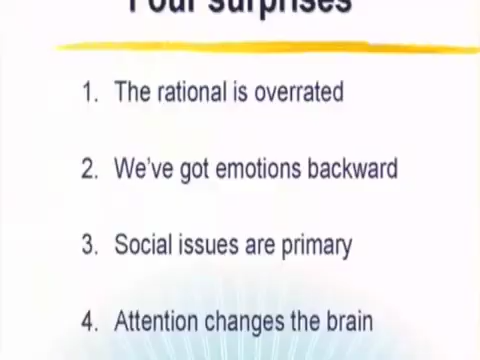 Four surprises
1. The rational is overrated
2. We've got emotions backward
3. Social issues are primary
4. Attention changes the brain